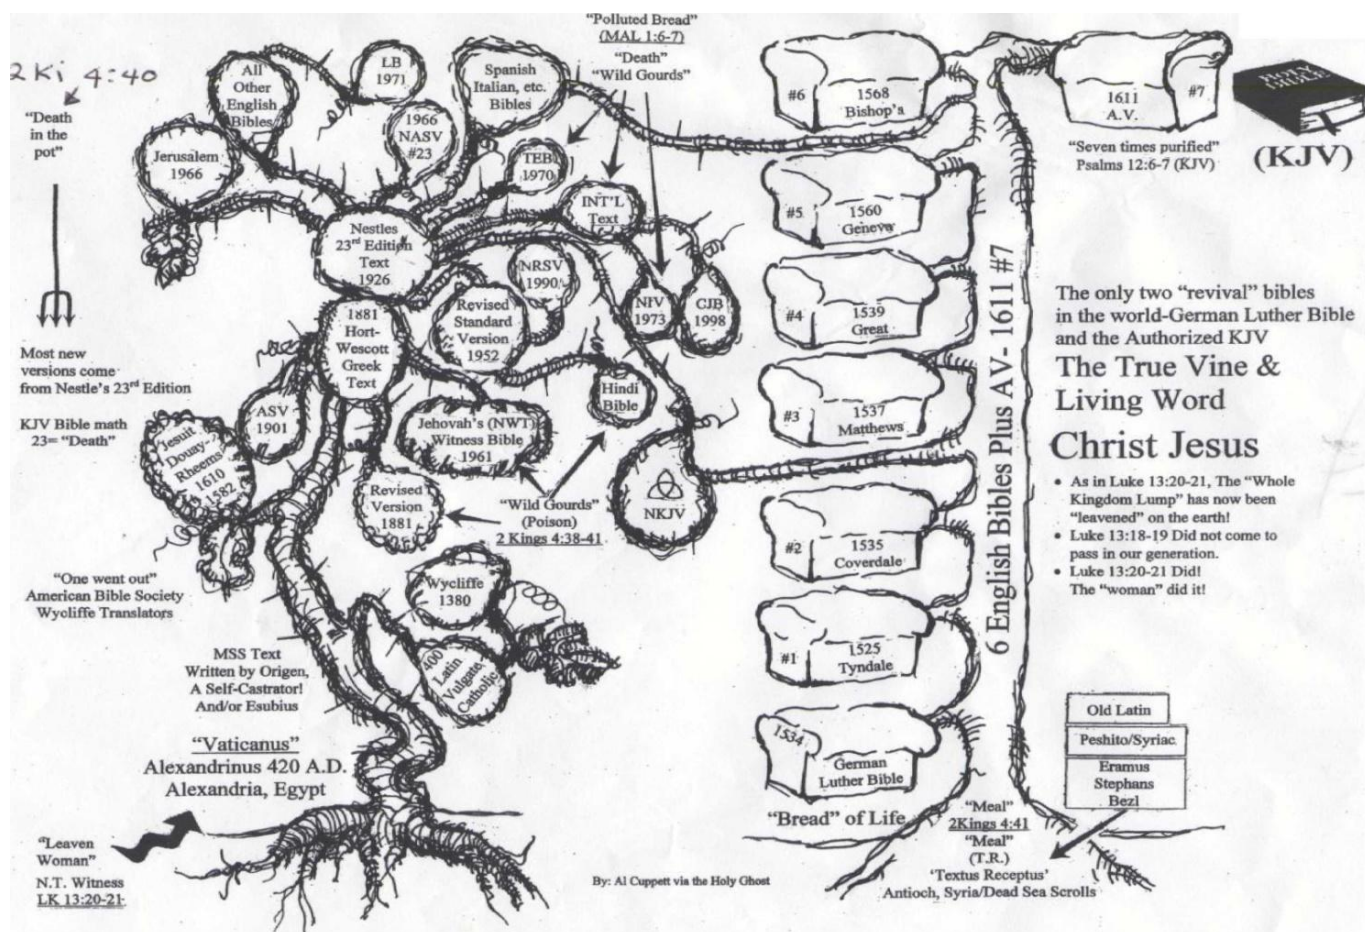 2 Ki 4:40
"Death
in the
pot"
All
Other
English
Bibles
LB
1971
Spanish
Italian, etc.
Bibles
"Polluted Bread"
(MAL 1:6-7)
"Death"
"Wild Gourds"
1966
NASV
#23
Jerusalem
1966
TEB
1970
INT'L
Text
Nestles
23rd Edition
Text
1926
NRSV
1990
Revised
Standard
Version
1952
NIV
1973
CJB
1998
1881
Hort-
Wescott
Greek
Text
Most new
versions come
from Nestle's 23rd Edition
KJV Bible math
23= "Death"
ASV
1901
Jesuit
Douay-
Rheems
1610
1582
Hindi
Bible
Jehovah's (NWT)
Witness Bible
1961
Revised
Version
1881
"Wild Gourds"
(Poison)
2 Kings 4:38-41
NKJV
"One went out"
American Bible Society
Wycliffe Translators
Wycliffe
1380
400
Latin
Vulgate
Catholic
MSS Text
Written by Origen,
A Self-Castrator!
And/or Esubius
"Vaticanus"
Alexandrinus 420 A.D.
Alexandria, Egypt
"Leaven
Woman"
N.T. Witness
LK 13:20-21
By: Al Cuppett via the Holy Ghost
#6
1568
Bishop's
#5
1560
Geneva
#4
1539
Great
#3
1537
Matthews
#2
1535
Coverdale
#1
1525
Tyndale
1534
German
Luther Bible
"Bread" of Life
6 English Bibles Plus AV- 1611 #7
1611
A.V.
#7
"Seven times purified"
Psalms 12:6-7 (KJV)
HOLY
BIBLE
(KJV)
The only two "revival" bibles
in the world-German Luther Bible
and the Authorized KJV
The True Vine &
Living Word
Christ Jesus
• As in Luke 13:20-21, The "Whole
Kingdom Lump" has now been
"leavened" on the earth!
• Luke 13:18-19 Did not come to
pass in our generation.
• Luke 13:20-21 Did!
The "woman" did it!
Old Latin
Peshito/Syriac
Eramus
Stephans
Bezl
"Meal"
2Kings 4:41
"Meal"
(T.R.)
'Textus Receptus'
Antioch, Syria/Dead Sea Scrolls